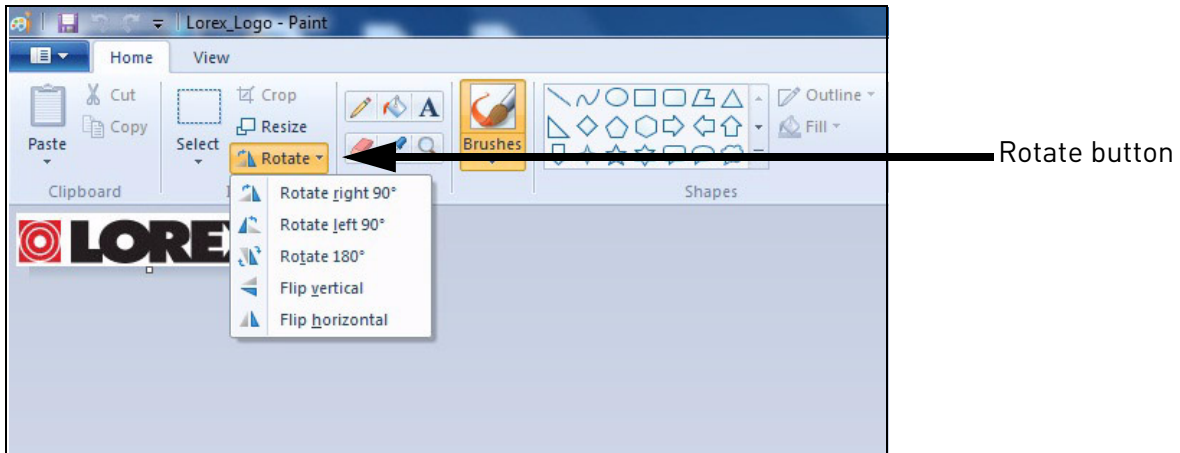 Lorex_Logo - Paint
Home View
Cut
Copy
Paste
Clipboard
Select
Crop
Resize
Rotate
A
Brushes
Outline
Fill
Shapes
Rotate button
Rotate right 90°
Rotate left 90°
Rotate 180°
Flip vertical
Flip horizontal